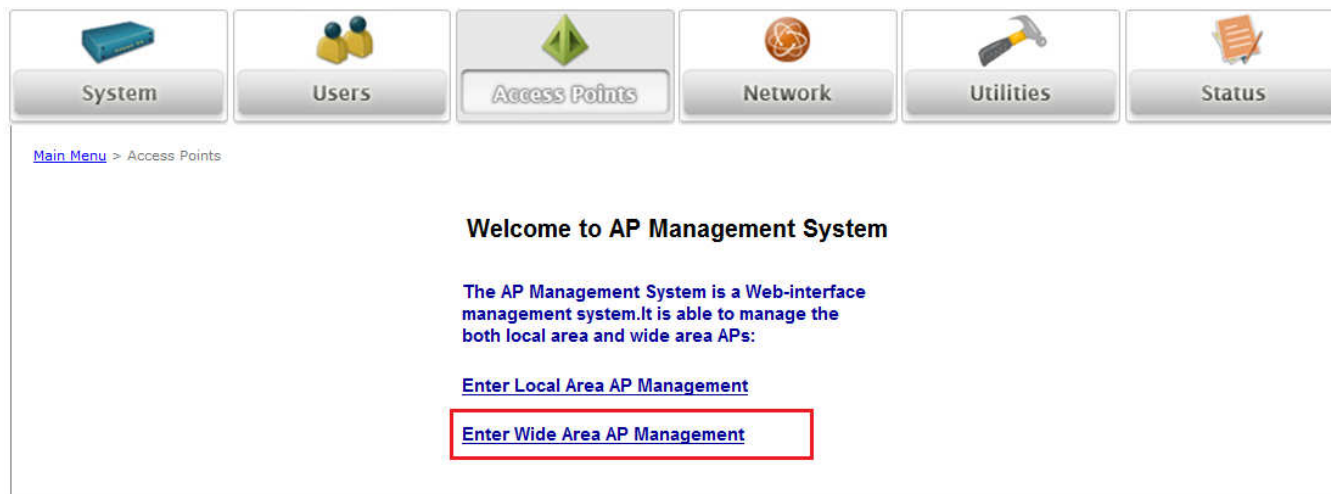 System Users Access Points Network Utilities Status
Main Menu > Access Points
Welcome to AP Management System
The AP Management System is a Web-interface
management system.It is able to manage the
both local area and wide area APs:
Enter Local Area AP Management
Enter Wide Area AP Management